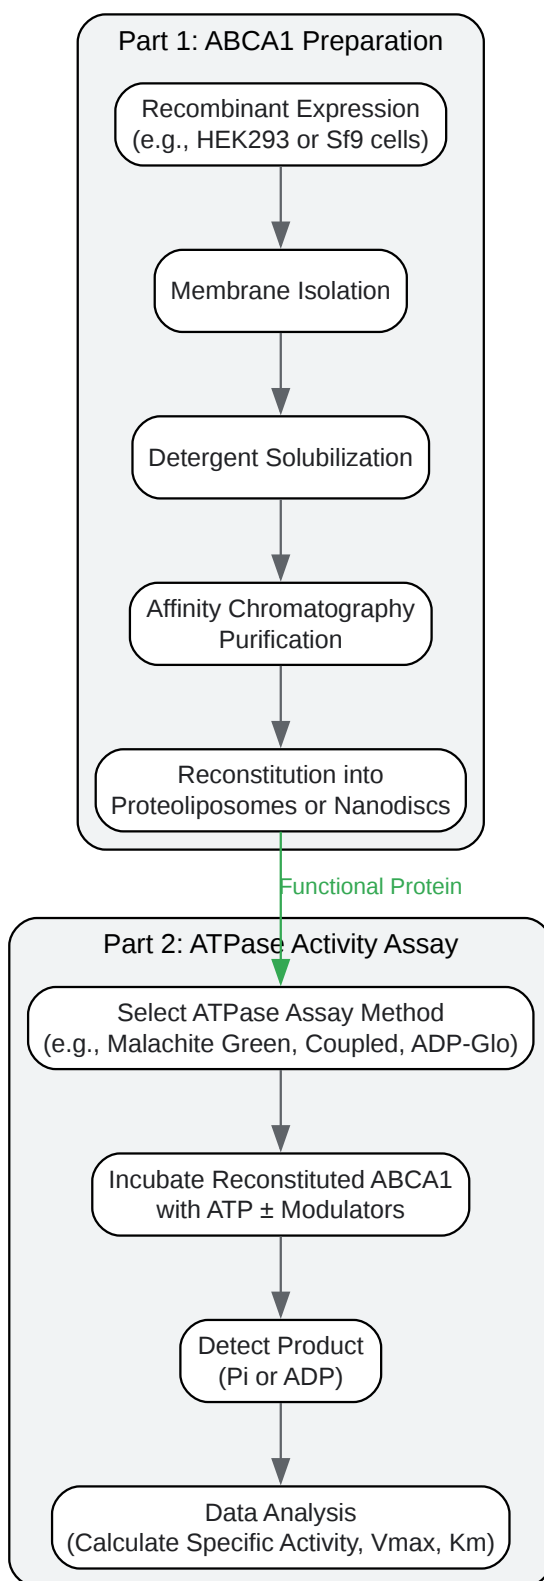 Part 1: ABCA1 Preparation
Recombinant Expression
(e.g., HEK293 or Sf9 cells)
Membrane Isolation
Detergent Solubilization
Affinity Chromatography
Purification
Reconstitution into
Proteoliposomes or Nanodiscs
Functional Protein
Part 2: ATPase Activity Assay
Select ATPase Assay Method
(e.g., Malachite Green, Coupled, ADP-Glo)
Incubate Reconstituted ABCA1
with ATP ± Modulators
Detect Product
(Pi or ADP)
Data Analysis
(Calculate Specific Activity, Vmax, Km)